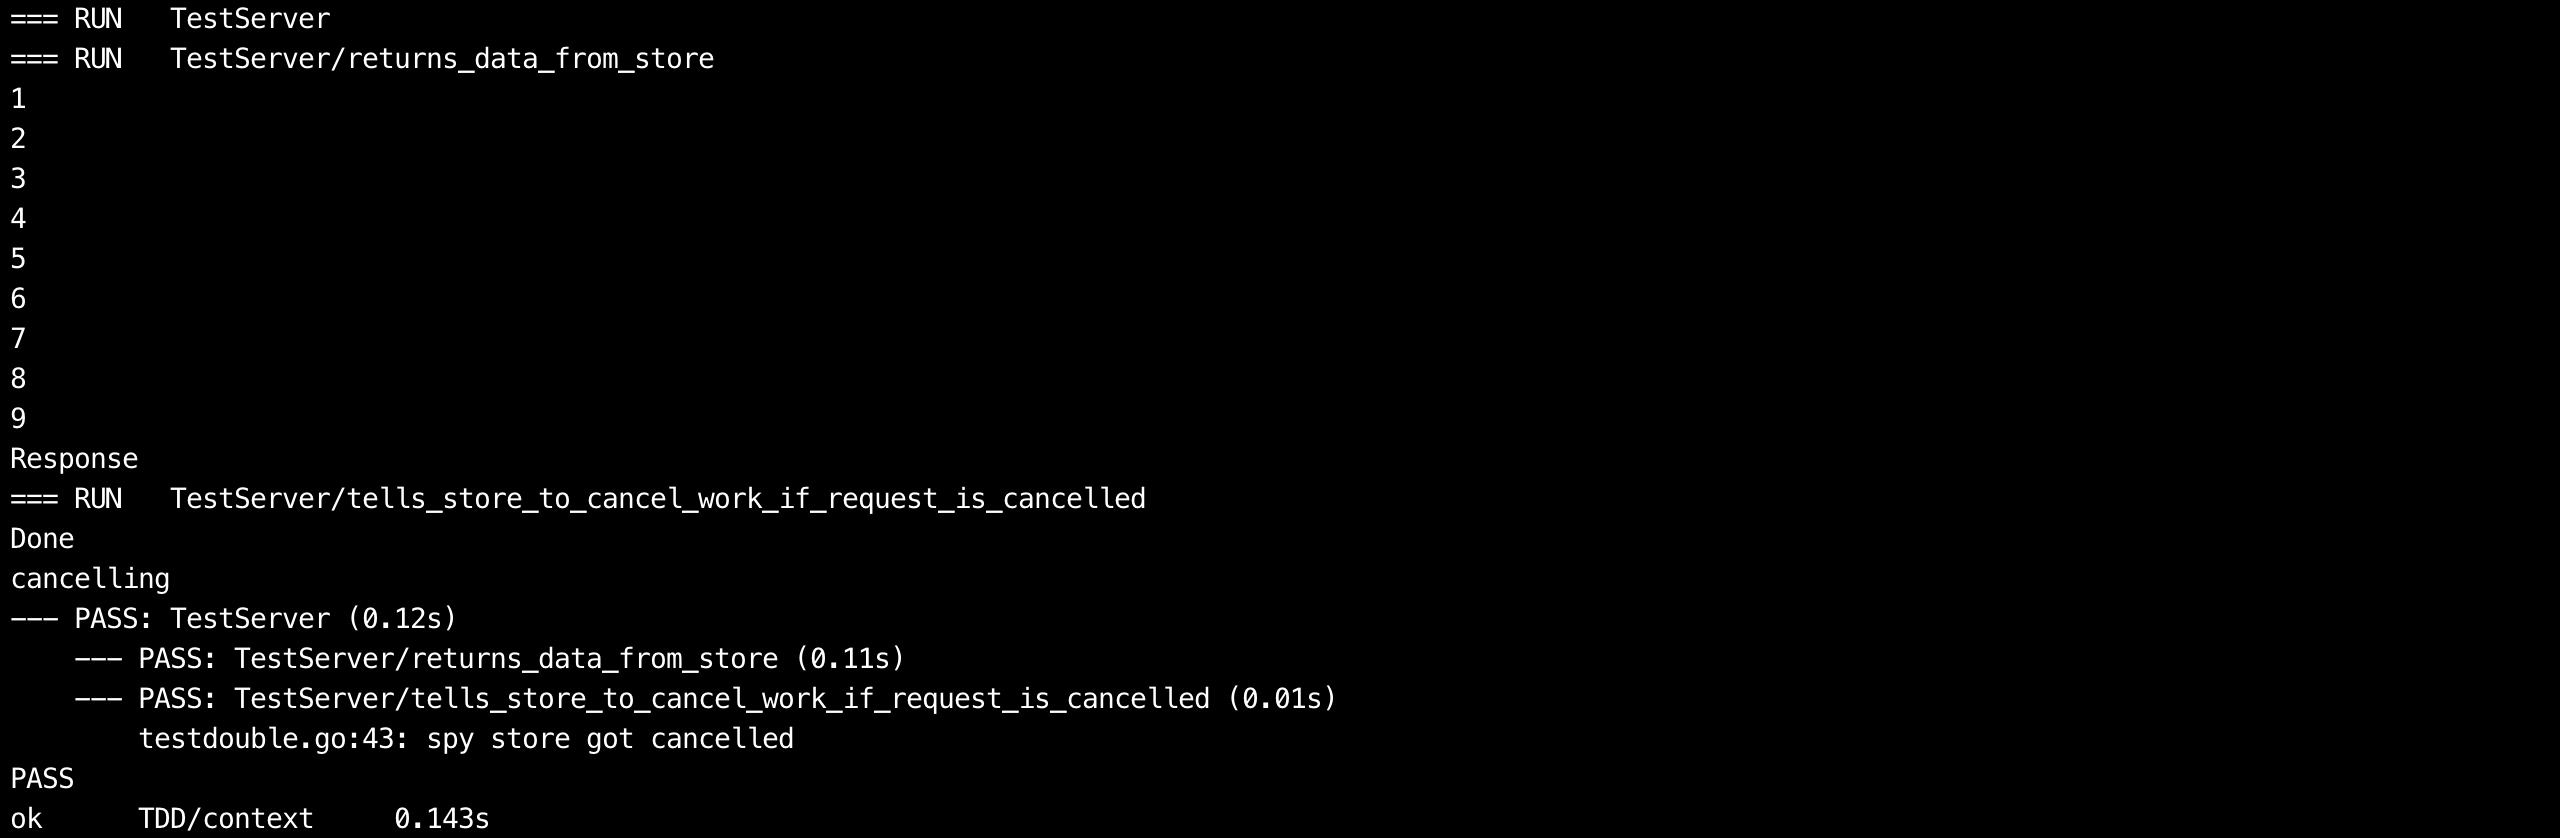 === RUN   TestServer
=== RUN   TestServer/returns_data_from_store
1
2
3
4
5
6
7
8
9
Response
=== RUN   TestServer/tells_store_to_cancel_work_if_request_is_cancelled
Done
cancelling
--- PASS: TestServer (0.12s)
    --- PASS: TestServer/returns_data_from_store (0.11s)
    --- PASS: TestServer/tells_store_to_cancel_work_if_request_is_cancelled (0.01s)
        testdouble.go:43: spy store got cancelled
PASS
ok      TDD/context     0.143s